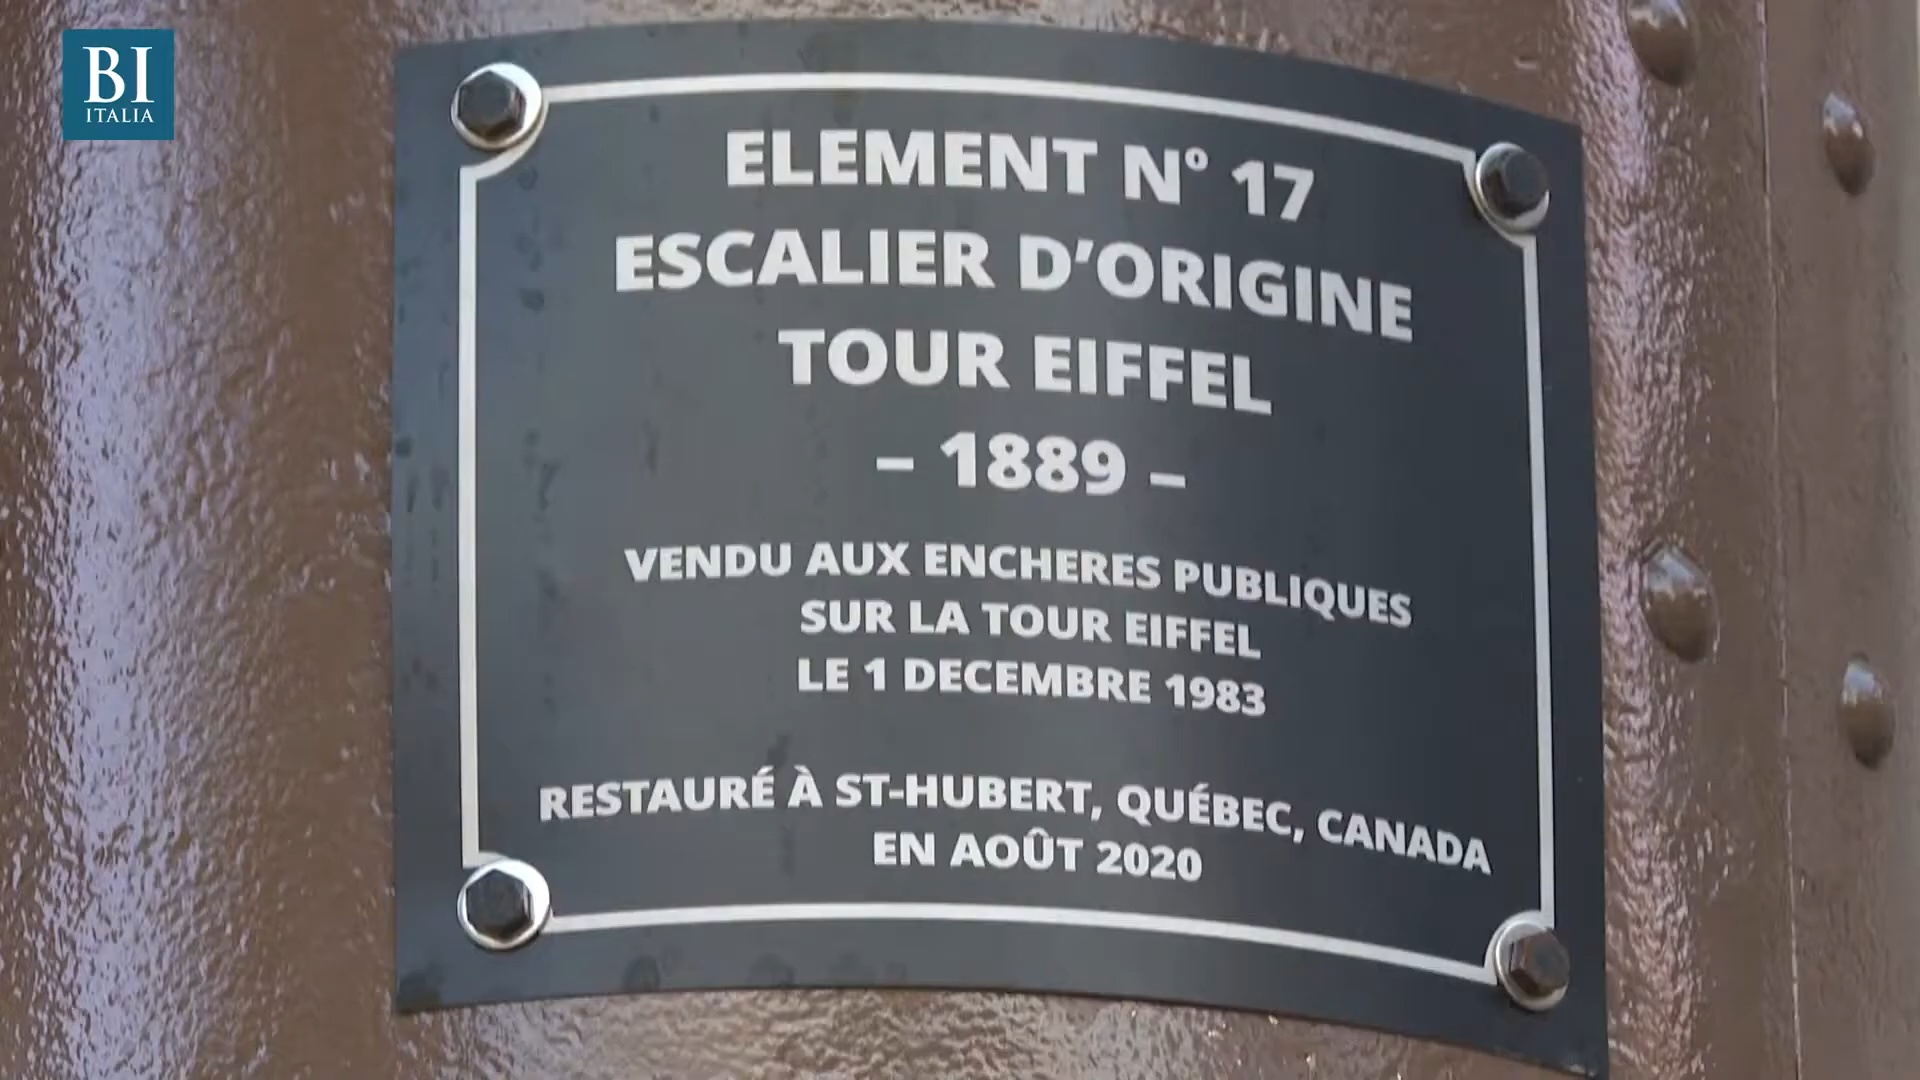 BI
ITALIA
ELEMENT N° 17
ESCALIER D'ORIGINE
TOUR EIFFEL
– 1889 –
VENDU AUX ENCHERES PUBLIQUES
SUR LA TOUR EIFFEL
LE 1 DECEMBRE 1983
RESTAURÉ À ST-HUBERT, QUÉBEC, CANADA
EN AOÛT 2020